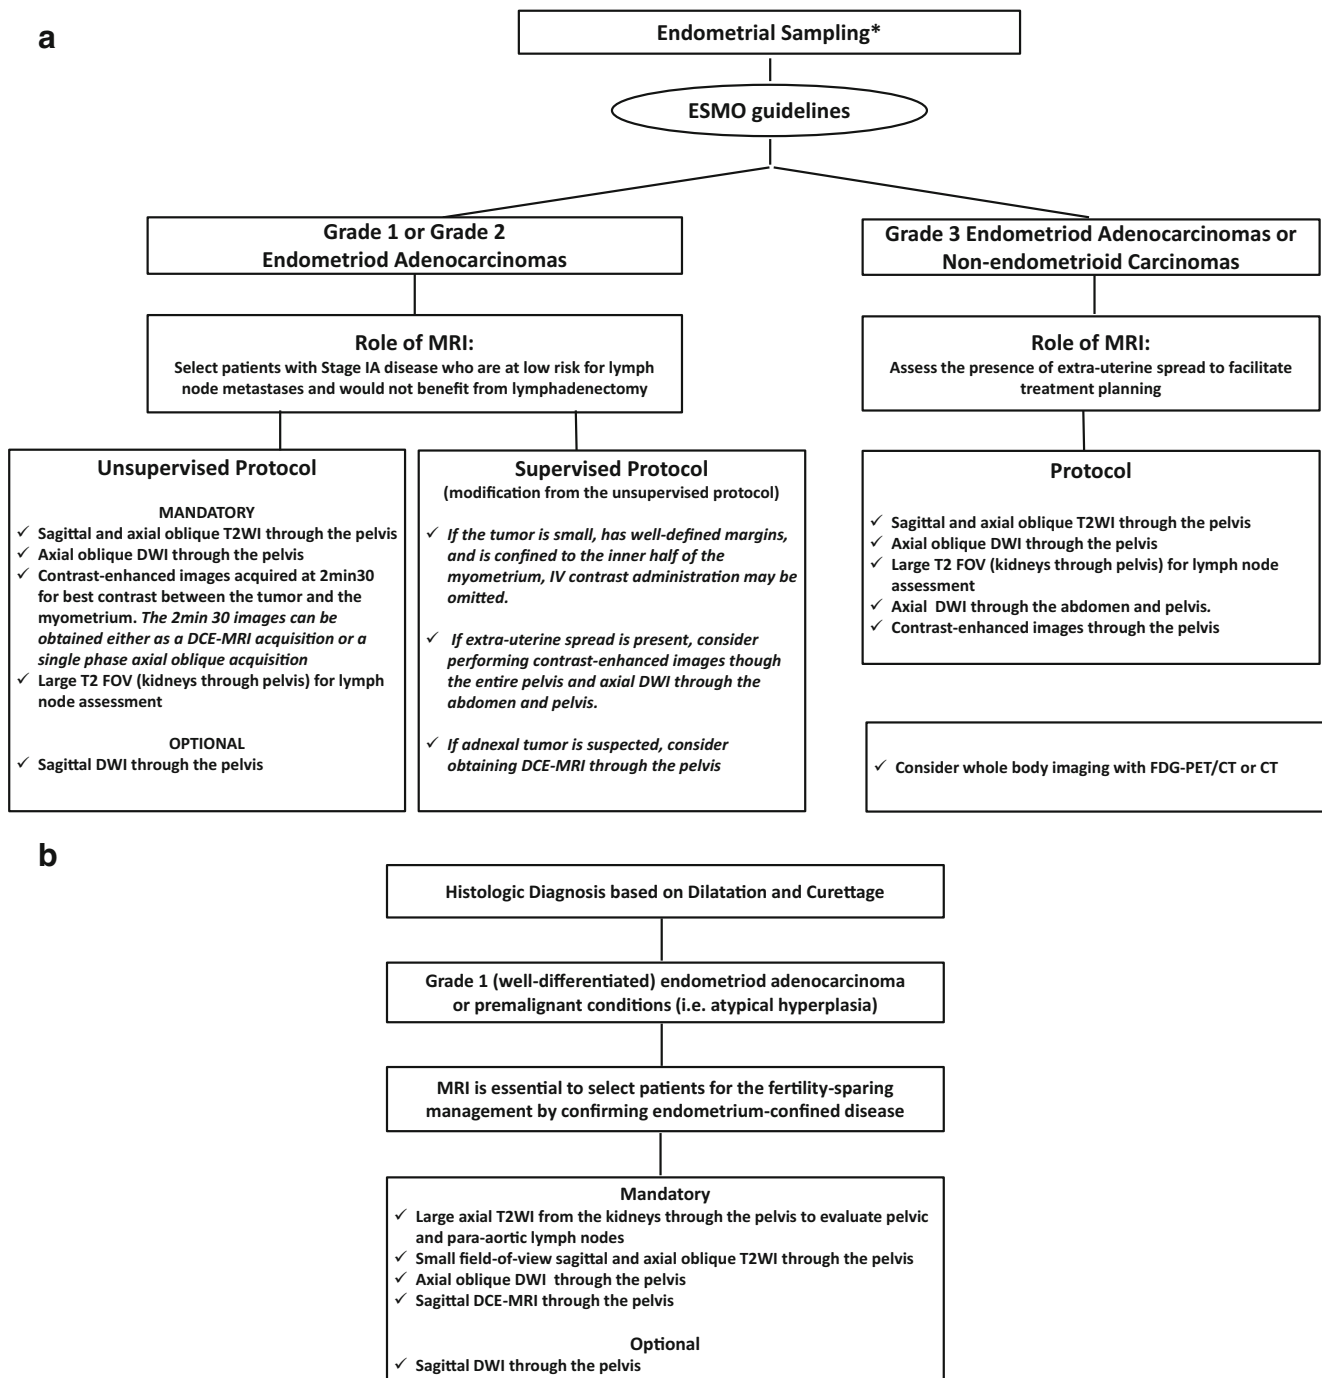 a
Endometrial Sampling*
ESMO guidelines
Grade 1 or Grade 2
Endometriod Adenocarcinomas
Grade 3 Endometriod Adenocarcinomas or
Non-endometrioid Carcinomas
Role of MRI:
Select patients with Stage IA disease who are at low risk for lymph
node metastases and would not benefit from lymphadenectomy
Role of MRI:
Assess the presence of extra-uterine spread to facilitate
treatment planning
Unsupervised Protocol
MANDATORY
✓ Sagittal and axial oblique T2WI through the pelvis
✓ Axial oblique DWI through the pelvis
✓ Contrast-enhanced images acquired at 2min30
for best contrast between the tumor and the
myometrium. The 2min 30 images can be
obtained either as a DCE-MRI acquisition or a
single phase axial oblique acquisition
✓ Large T2 FOV (kidneys through pelvis) for lymph
node assessment
OPTIONAL
✓ Sagittal DWI through the pelvis
Supervised Protocol
(modification from the unsupervised protocol)
✓ If the tumor is small, has well-defined margins,
and is confined to the inner half of the
myometrium, IV contrast administration may be
omitted.
✓ If extra-uterine spread is present, consider
performing contrast-enhanced images though
the entire pelvis and axial DWI through the
abdomen and pelvis.
✓ If adnexal tumor is suspected, consider
obtaining DCE-MRI through the pelvis
Protocol
✓ Sagittal and axial oblique T2WI through the pelvis
✓ Axial oblique DWI through the pelvis
✓ Large T2 FOV (kidneys through pelvis) for lymph node
assessment
✓ Axial DWI through the abdomen and pelvis.
✓ Contrast-enhanced images through the pelvis
✓ Consider whole body imaging with FDG-PET/CT or CT
b
Histologic Diagnosis based on Dilatation and Curettage
Grade 1 (well-differentiated) endometriod adenocarcinoma
or premalignant conditions (i.e. atypical hyperplasia)
MRI is essential to select patients for the fertility-sparing
management by confirming endometrium-confined disease
Mandatory
✓ Large axial T2WI from the kidneys through the pelvis to evaluate pelvic
and para-aortic lymph nodes
✓ Small field-of-view sagittal and axial oblique T2WI through the pelvis
✓ Axial oblique DWI through the pelvis
✓ Sagittal DCE-MRI through the pelvis
Optional
✓ Sagittal DWI through the pelvis